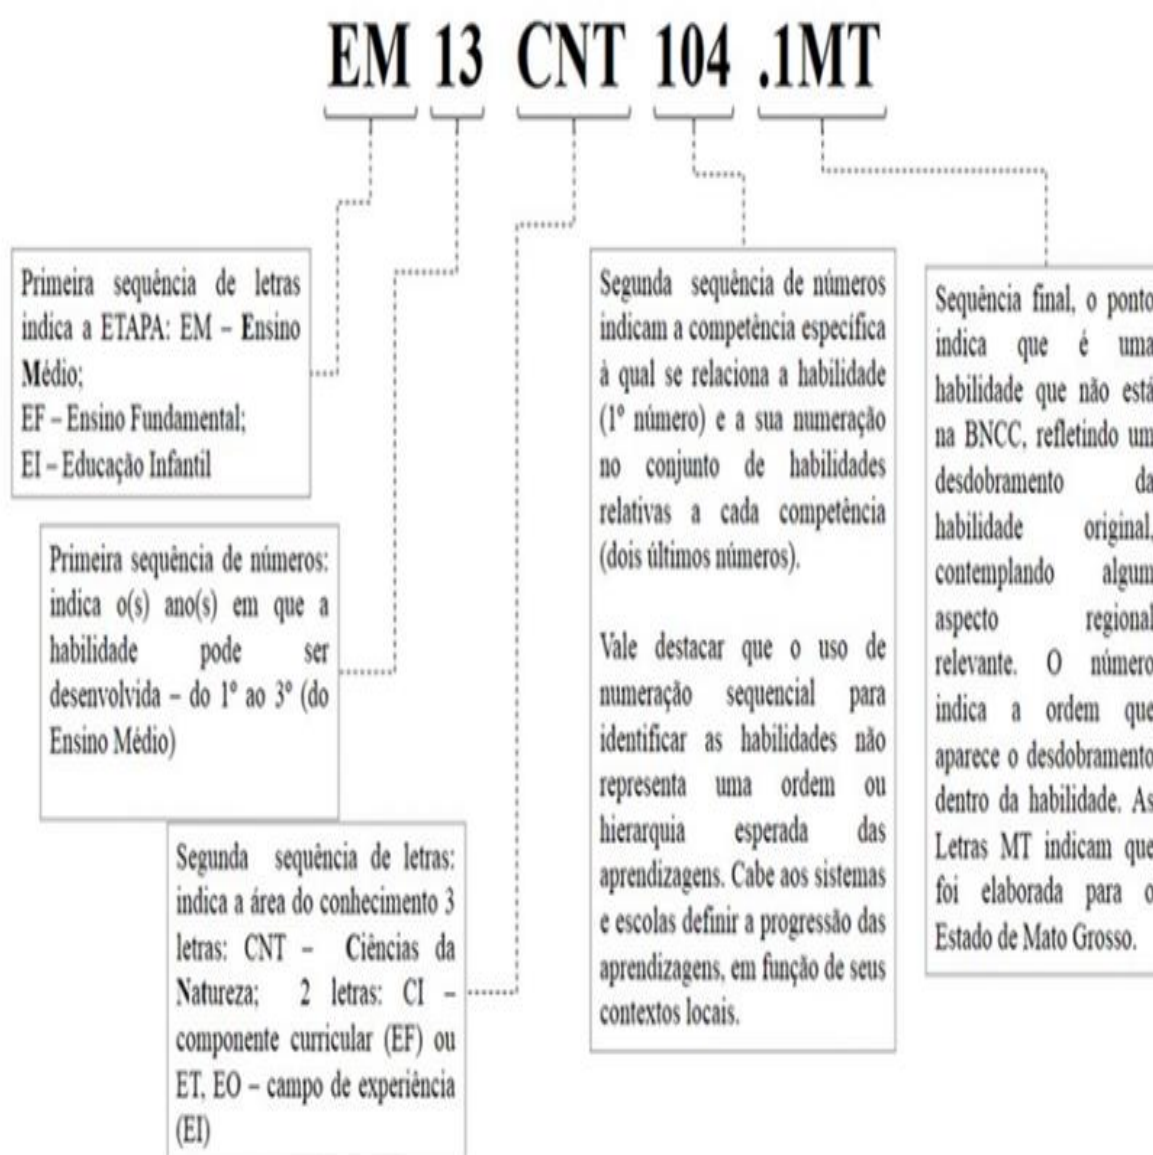 EM 13 CNT 104 .1MT
Primeira sequência de letras
indica a ETAPA: EM – Ensino
Médio;
EF – Ensino Fundamental;
EI – Educação Infantil
Primeira sequência de números:
indica o(s) ano(s) em que a
habilidade pode ser
desenvolvida – do 1º ao 3º (do
Ensino Médio)
Segunda sequência de letras:
indica a área do conhecimento 3
letras: CNT – Ciências da
Natureza; 2 letras: CI –
componente curricular (EF) ou
ET, EO – campo de experiência
(EI)
Segunda sequência de números
indicam a competência específica
à qual se relaciona a habilidade
(1º número) e a sua numeração
no conjunto de habilidades
relativas a cada competência
(dois últimos números).
Vale destacar que o uso de
numeração sequencial para
identificar as habilidades não
representa uma ordem ou
hierarquia esperada das
aprendizagens. Cabe aos sistemas
e escolas definir a progressão das
aprendizagens, em função de seus
contextos locais.
Sequência final, o ponto
indica que é uma
habilidade que não está
na BNCC, refletindo um
desdobramento da
habilidade original,
contemplando algum
aspecto regional
relevante. O número
indica a ordem que
aparece o desdobramento
dentro da habilidade. As
Letras MT indicam que
foi elaborada para o
Estado de Mato Grosso.